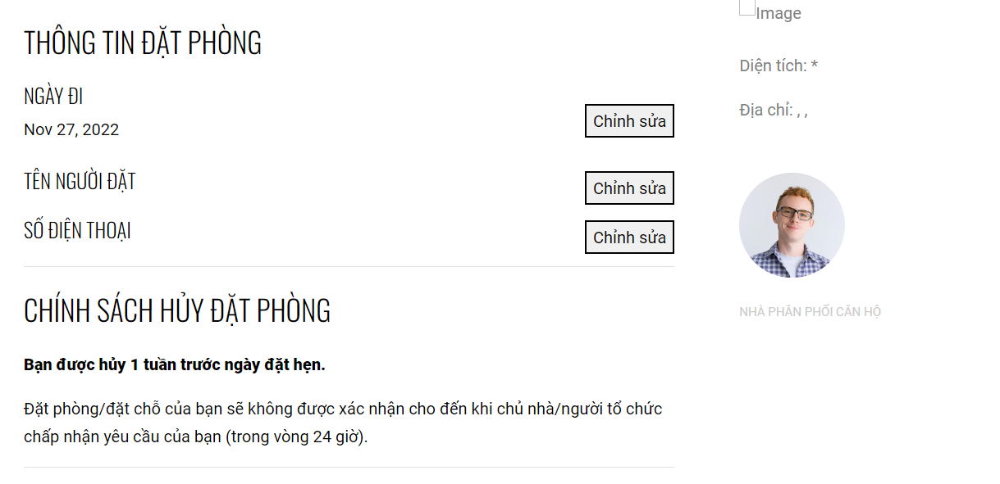 THÔNG TIN ĐẶT PHÒNG
NGÀY ĐI
Nov 27, 2022
Chỉnh sửa
TÊN NGƯỜI ĐẶT
Chỉnh sửa
SỐ ĐIỆN THOẠI
Chỉnh sửa
CHÍNH SÁCH HỦY ĐẶT PHÒNG
Bạn được hủy 1 tuần trước ngày đặt hẹn.
Đặt phòng/đặt chỗ của bạn sẽ không được xác nhận cho đến khi chủ nhà/người tổ chức
chấp nhận yêu cầu của bạn (trong vòng 24 giờ).
Image
Diện tích: *
Địa chỉ: , ,
NHÀ PHÂN PHỐI CĂN HỘ